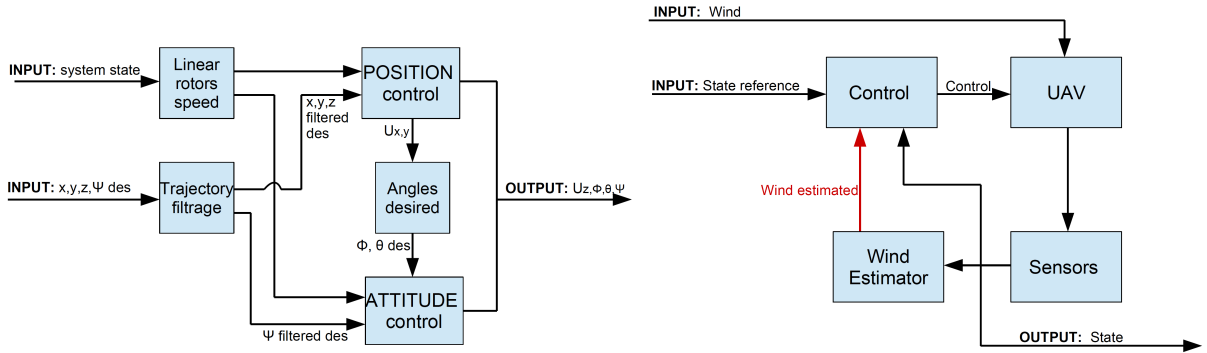 INPUT: system state
Linear
rotors
speed
POSITION
control
x,y,z
filtered
des
Ux,y
INPUT: x,y,z,Ψ des
Trajectory
filtrage
Angles
desired
OUTPUT: Uz,Φ,θ,Ψ
Φ, θ des
ATTITUDE
control
Ψ filtered des
INPUT: Wind
INPUT: State reference
Control
Control
UAV
Wind estimated
Wind
Estimator
Sensors
OUTPUT: State